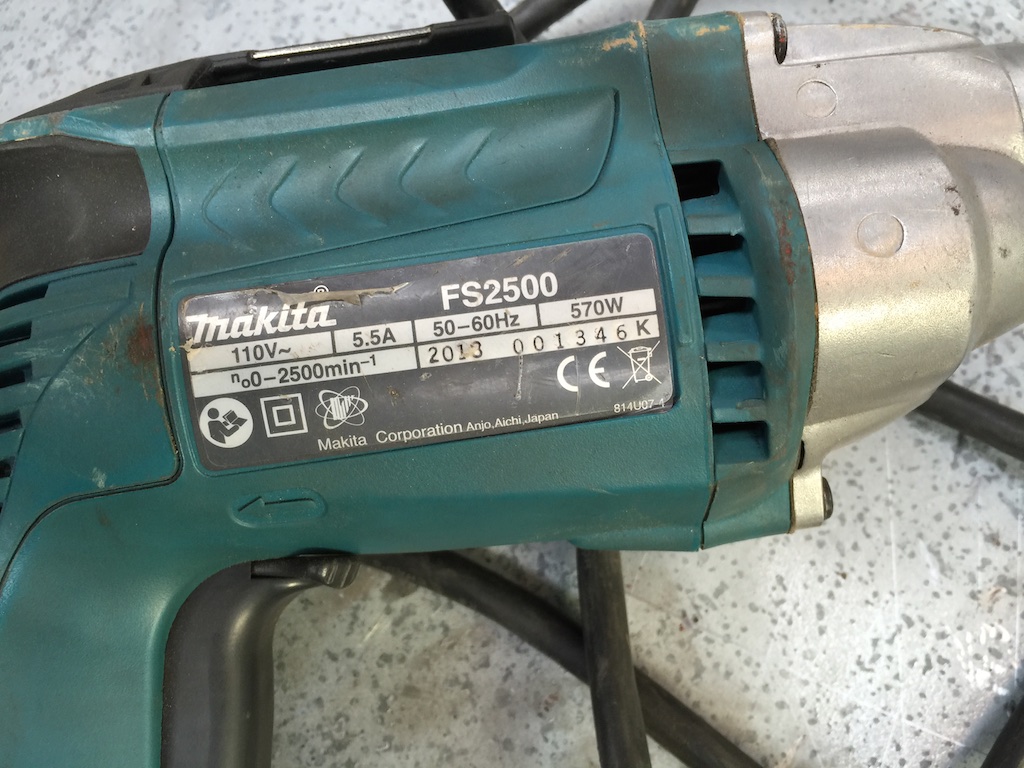 makita®
FS2500
110V~ 5.5A 50-60Hz 570W
n₀0-2500min⁻¹ 2013 001346 K
CE
814U07-4
Makita Corporation Anjo,Aichi,Japan